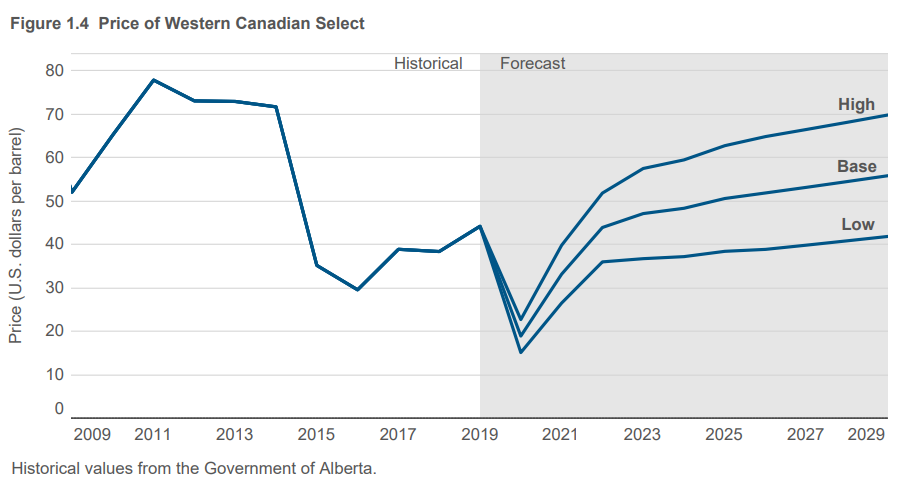 Figure 1.4 Price of Western Canadian Select
Historical Forecast
Price (U.S. dollars per barrel)
80
70
60
50
40
30
20
10
0
High
Base
Low
2009 2011 2013 2015 2017 2019 2021 2023 2025 2027 2029
Historical values from the Government of Alberta.